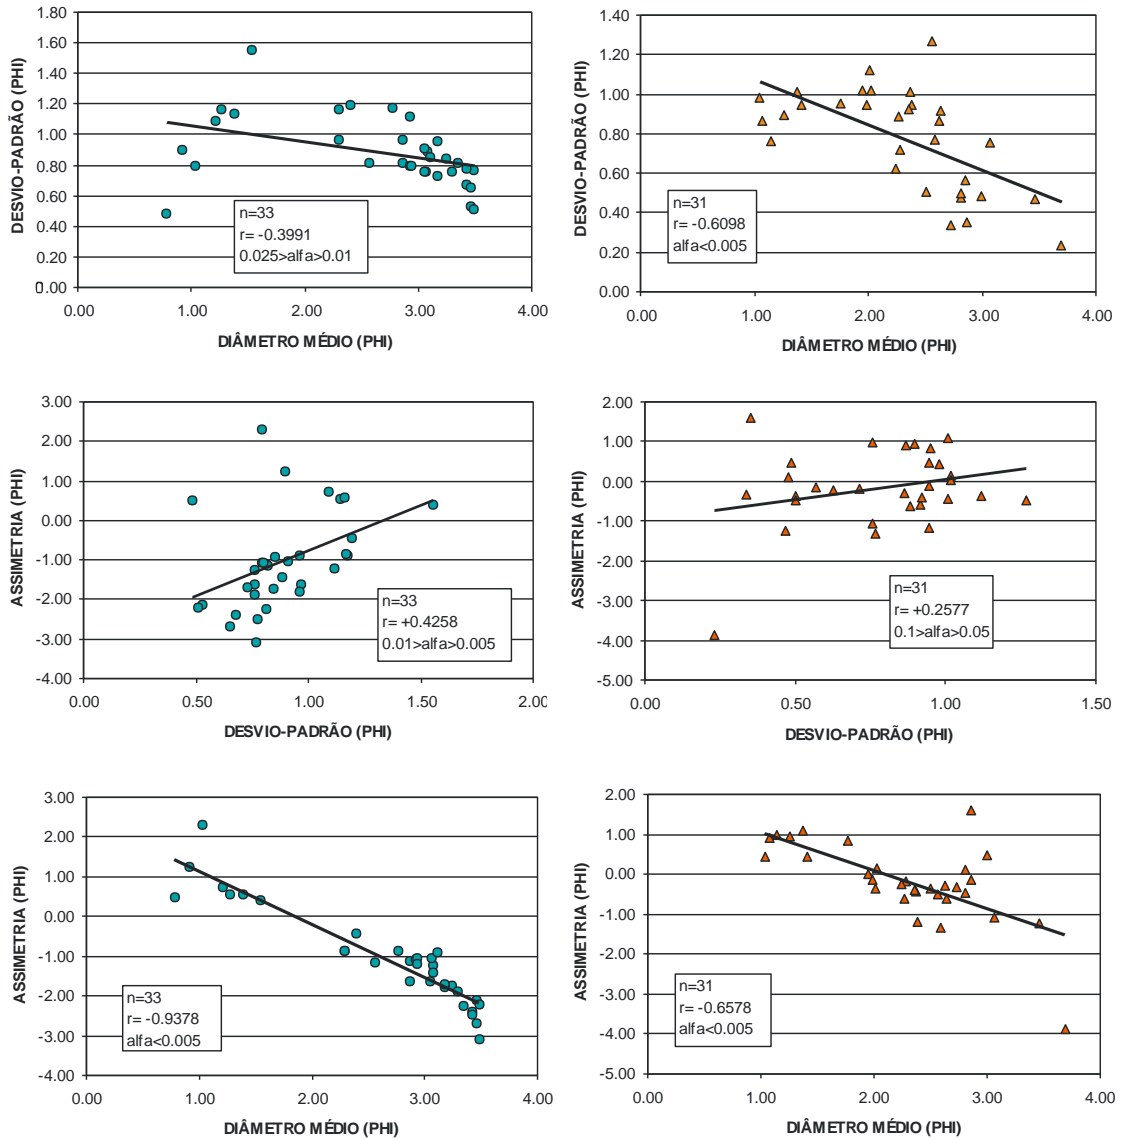 DESVIO-PADRÃO (PHI)
1.80
1.60
1.40
1.20
1.00
0.80
0.60
0.40
0.20
0.00
n=33
r= -0.3991
0.025>alfa>0.01
0.00 1.00 2.00 3.00 4.00
DIÂMETRO MÉDIO (PHI)
DESVIO-PADRÃO (PHI)
1.40
1.20
1.00
0.80
0.60
0.40
0.20
0.00
n=31
r= -0.6098
alfa<0.005
0.00 1.00 2.00 3.00 4.00
DIÂMETRO MÉDIO (PHI)
ASSIMETRIA (PHI)
3.00
2.00
1.00
0.00
-1.00
-2.00
-3.00
-4.00
n=33
r= +0.4258
0.01>alfa>0.005
0.00 0.50 1.00 1.50 2.00
DESVIO-PADRÃO (PHI)
ASSIMETRIA (PHI)
2.00
1.00
0.00
-1.00
-2.00
-3.00
-4.00
-5.00
n=31
r= +0.2577
0.1>alfa>0.05
0.00 0.50 1.00 1.50
DESVIO-PADRÃO (PHI)
ASSIMETRIA (PHI)
3.00
2.00
1.00
0.00
-1.00
-2.00
-3.00
-4.00
n=33
r= -0.9378
alfa<0.005
0.00 1.00 2.00 3.00 4.00
DIÂMETRO MÉDIO (PHI)
ASSIMETRIA (PHI)
2.00
1.00
0.00
-1.00
-2.00
-3.00
-4.00
-5.00
n=31
r= -0.6578
alfa<0.005
0.00 1.00 2.00 3.00 4.00
DIÂMETRO MÉDIO (PHI)